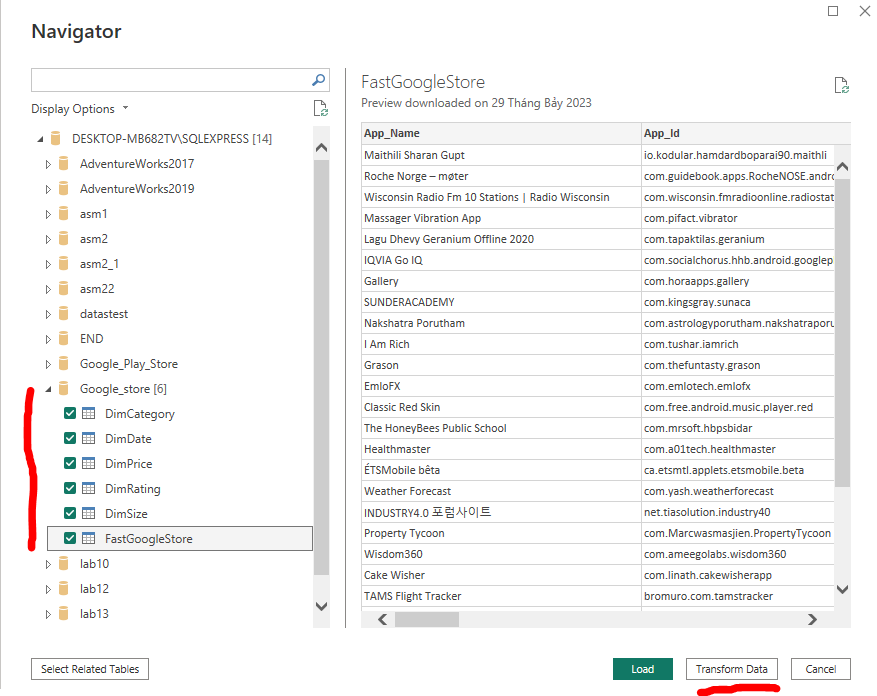 Navigator
Display Options
DESKTOP-MB682TV\SQLEXPRESS [14]
AdventureWorks2017
AdventureWorks2019
asm1
asm2
asm2_1
asm22
datastest
END
Google_Play_Store
Google_store [6]
DimCategory
DimDate
DimPrice
DimRating
DimSize
FastGoogleStore
lab10
lab12
lab13
FastGoogleStore
Preview downloaded on 29 Tháng Bảy 2023
App_Name App_Id
Maithili Sharan Gupt io.kodular.hamdardboparai90.maithli
Roche Norge – møter com.guidebook.apps.RocheNOSE.andro
Wisconsin Radio Fm 10 Stations | Radio Wisconsin com.wisconsin.fmradioonline.radiostat
Massager Vibration App com.pifact.vibrator
Lagu Dhevy Geranium Offline 2020 com.tapaktilas.geranium
IQVIA Go IQ com.socialchorus.hhb.android.googlep
Gallery com.horaapps.gallery
SUNDERACADEMY com.kingsgray.sunaca
Nakshatra Porutham com.astrologyporutham.nakshatraporu
I Am Rich com.tushar.iamrich
Grason com.thefuntasty.grason
EmloFX com.emlotech.emlofx
Classic Red Skin com.free.android.music.player.red
The HoneyBees Public School com.mrsoft.hbpsbidar
Healthmaster com.a01tech.healthmaster
ÉTSMobile bêta ca.etsmtl.applets.etsmobile.beta
Weather Forecast com.yash.weatherforecast
INDUSTRY4.0 포럼사이트 net.tiasolution.industry40
Property Tycoon com.Marcwasmasjien.PropertyTycoon
Wisdom360 com.ameegolabs.wisdom360
Cake Wisher com.linath.cakewisherapp
TAMS Flight Tracker bromuro.com.tamstracker
Select Related Tables Load Transform Data Cancel